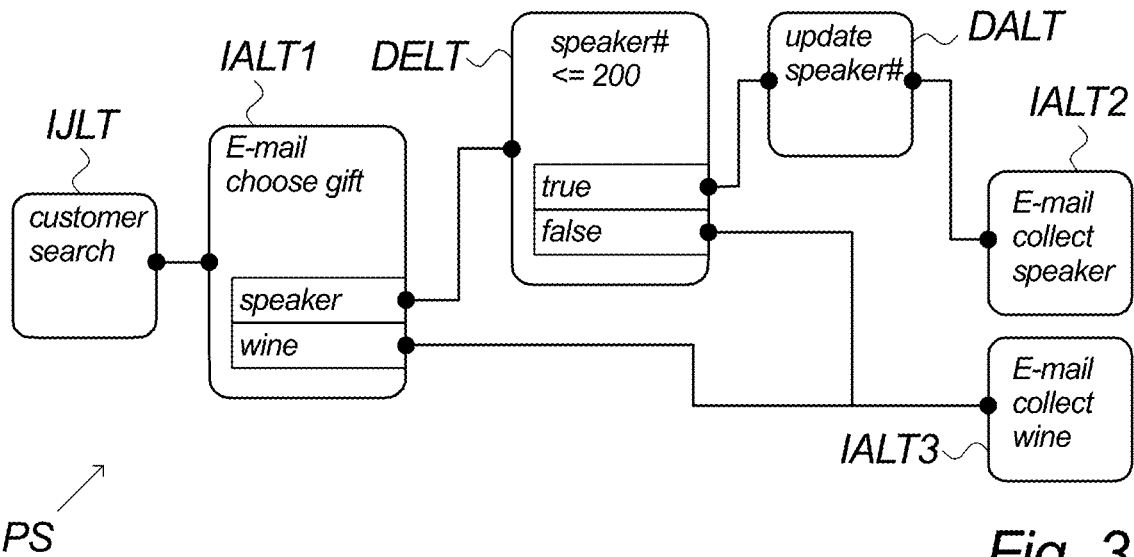 IJLT
customer
search
IALT1
E-mail
choose gift
speaker
wine
DELT
speaker#
<= 200
true
false
DALT
update
speaker#
IALT2
E-mail
collect
speaker
IALT3
E-mail
collect
wine
PS
Fig. 3